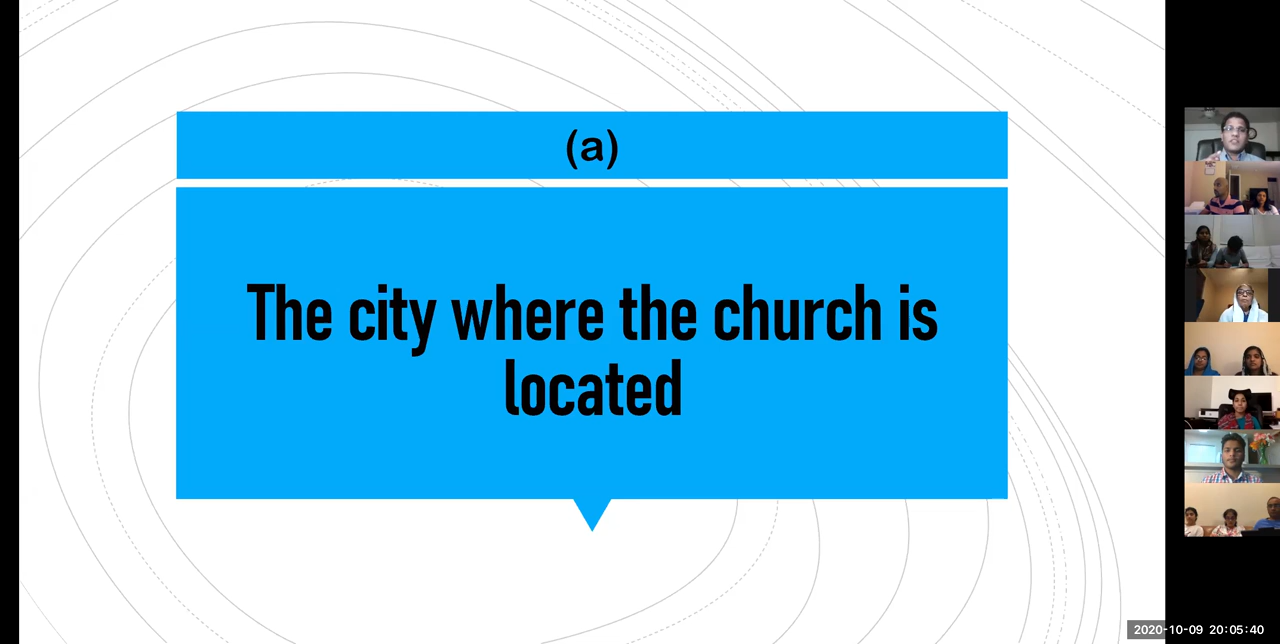 (a)
The city where the church is
located
2020-10-09 20:05:40